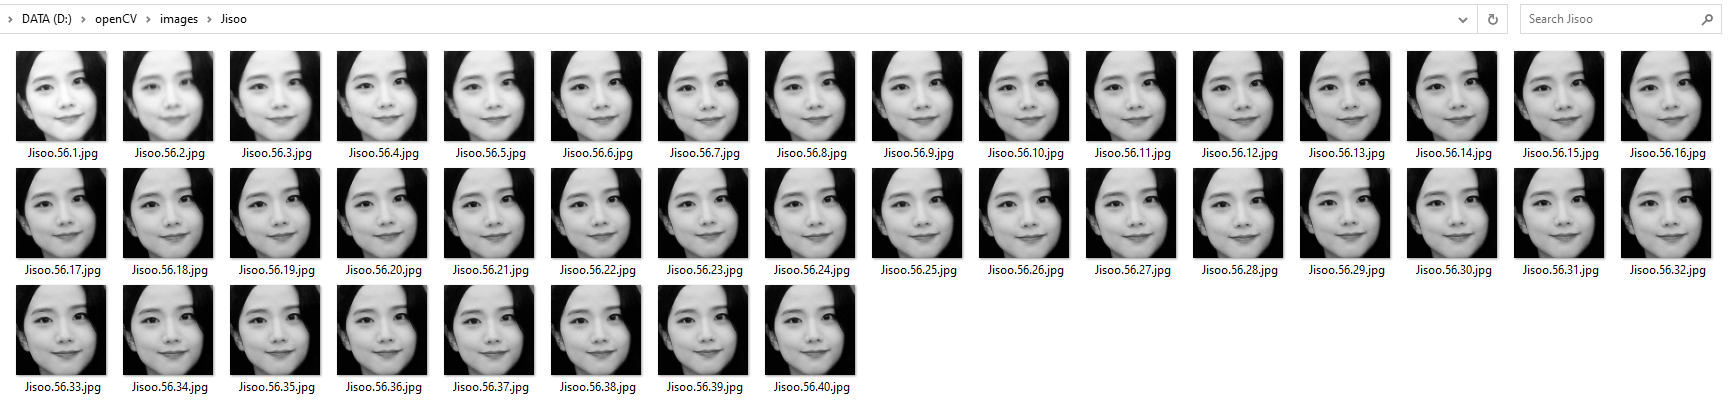 DATA (D:) > openCV > images > Jisoo Search Jisoo
Jisoo.56.1.jpg Jisoo.56.2.jpg Jisoo.56.3.jpg Jisoo.56.4.jpg Jisoo.56.5.jpg Jisoo.56.6.jpg Jisoo.56.7.jpg Jisoo.56.8.jpg Jisoo.56.9.jpg Jisoo.56.10.jpg Jisoo.56.11.jpg Jisoo.56.12.jpg Jisoo.56.13.jpg Jisoo.56.14.jpg Jisoo.56.15.jpg Jisoo.56.16.jpg
Jisoo.56.17.jpg Jisoo.56.18.jpg Jisoo.56.19.jpg Jisoo.56.20.jpg Jisoo.56.21.jpg Jisoo.56.22.jpg Jisoo.56.23.jpg Jisoo.56.24.jpg Jisoo.56.25.jpg Jisoo.56.26.jpg Jisoo.56.27.jpg Jisoo.56.28.jpg Jisoo.56.29.jpg Jisoo.56.30.jpg Jisoo.56.31.jpg Jisoo.56.32.jpg
Jisoo.56.33.jpg Jisoo.56.34.jpg Jisoo.56.35.jpg Jisoo.56.36.jpg Jisoo.56.37.jpg Jisoo.56.38.jpg Jisoo.56.39.jpg Jisoo.56.40.jpg